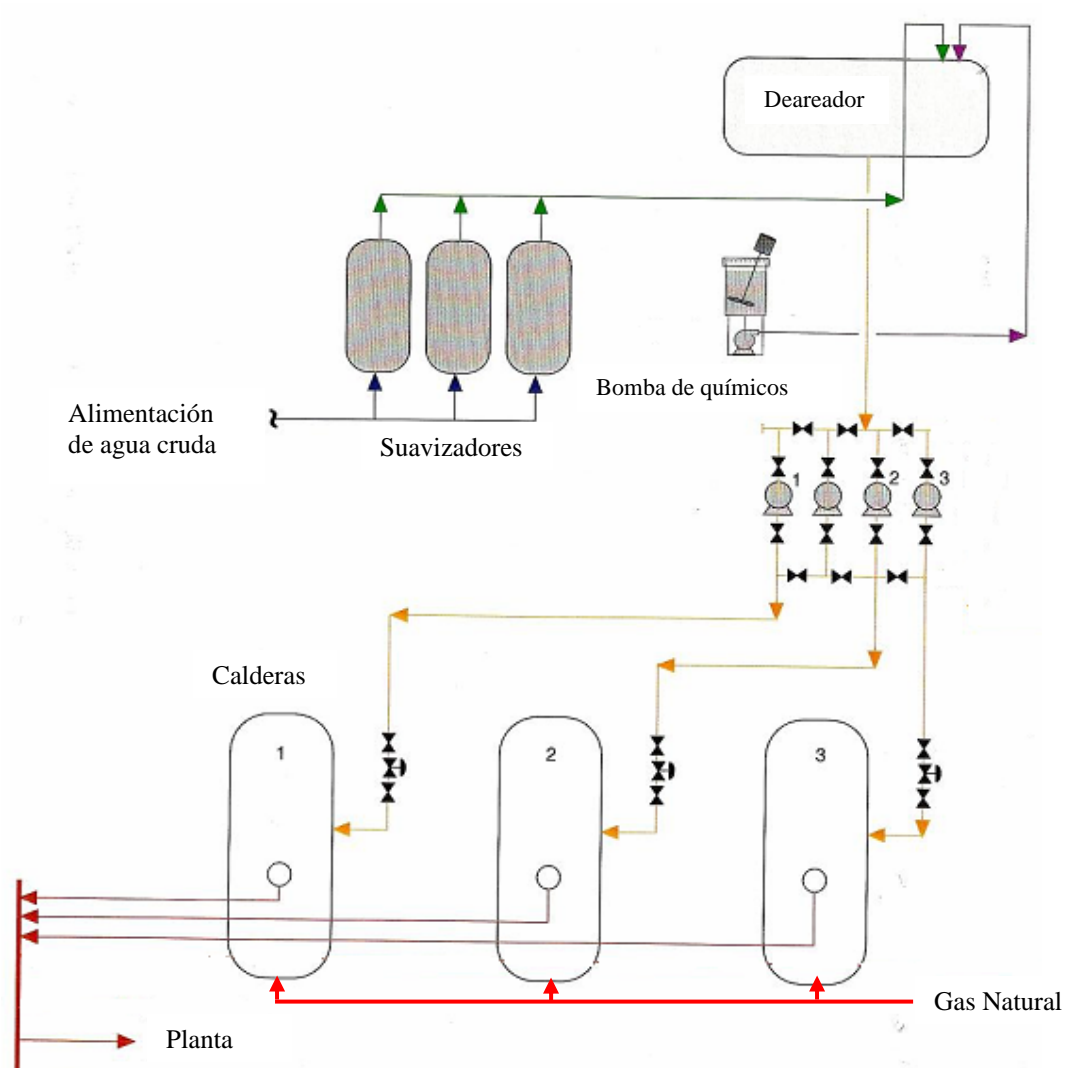 Deareador
Bomba de químicos
Alimentación
de agua cruda
Suavizadores
1
2
3
Calderas
1
2
3
Gas Natural
Planta